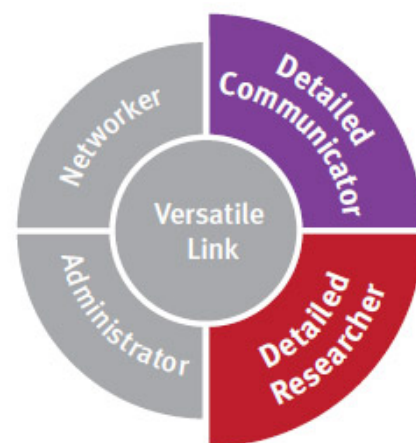 Networker
Detailed
Communicator
Versatile
Link
Administrator
Detailed
Researcher